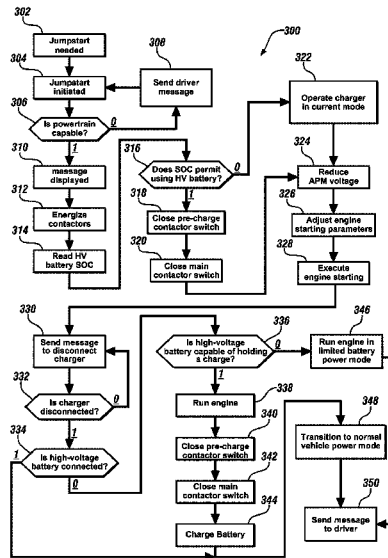 302
Jumpstart
needed
304
Jumpstart
initiated
306
Is powertrain
capable?
0
1
308
Send driver
message
300
310
massage
displayed
312
Energize
contactors
314
Read HV
battery SOC
316
Does SOC permit
using HV battery?
0
1
318
Close pre-charge
contactor switch
320
Close main
contactor switch
322
Operate charger
in current mode
324
Reduce
APM voltage
326
Adjust engine
starting parameters
328
Execute
engine starting
330
Send message
to disconnect
charger
332
Is charger
disconnected?
0
1
334
Is high-voltage
battery connected?
1
0
336
Is high-voltage
battery capable of holding
a charge?
0
1
338
Run engine
340
Close pre-charge
contactor switch
342
Close main
contactor switch
344
Charge Battery
346
Run engine in
limited battery
power mode
348
Transition to normal
vehicle power mode
350
Send message
to driver